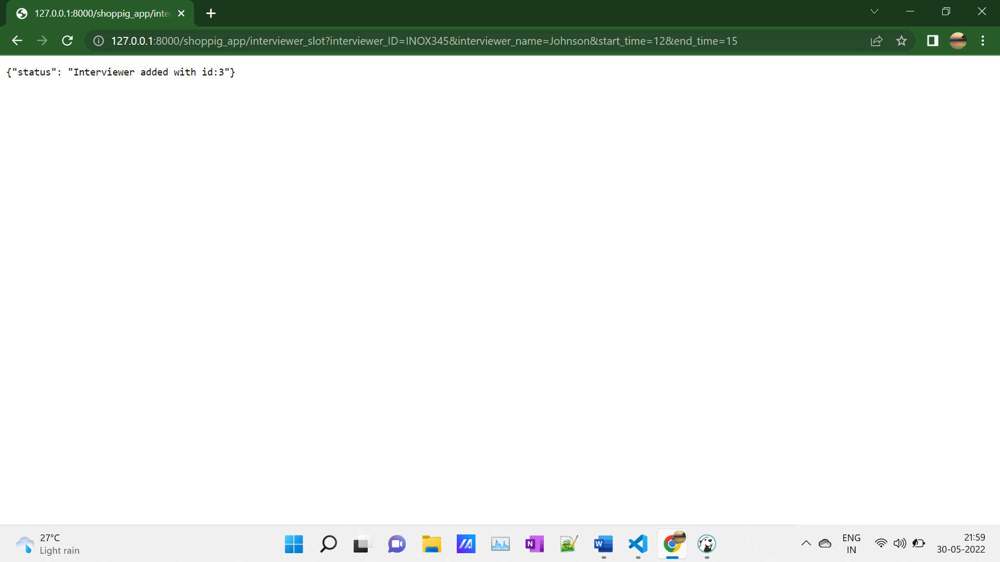 127.0.0.1:8000/shoppig_app/inte
127.0.0.1:8000/shoppig_app/interviewer_slot?interviewer_ID=INOX345&interviewer_name=Johnson&start_time=12&end_time=15
{"status": "Interviewer added with id:3"}
27°C
Light rain
N
W
ENG
IN
21:59
30-05-2022